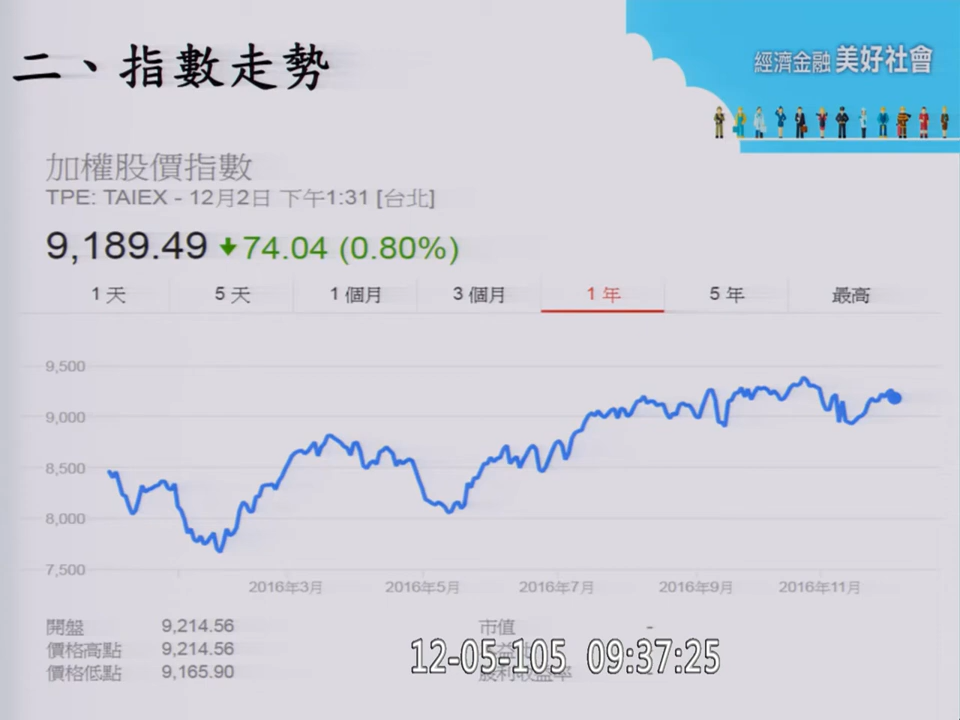 二、指數走勢
經濟金融 美好社會
加權股價指數
TPE: TAIEX - 12月2日 下午1:31 [台北]
9,189.49 74.04 (0.80%)
1 天 5 天 1 個月 3 個月 1 年 5 年 最高
9,500
9,000
8,500
8,000
7,500
2016年3月 2016年5月 2016年7月 2016年9月 2016年11月
開盤 9,214.56 市值 -
價格高點 9,214.56
12-05-105 09:37:25
價格低點 9,165.90